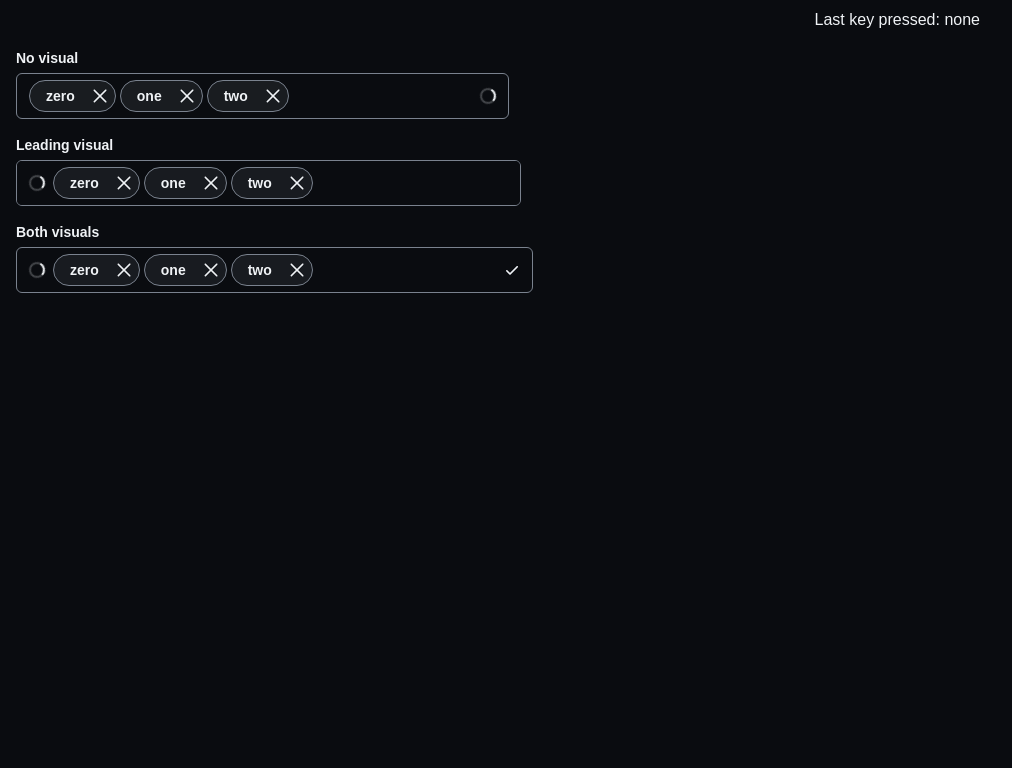 Last key pressed: none
No visual
zero one two
Leading visual
zero one two
Both visuals
zero one two